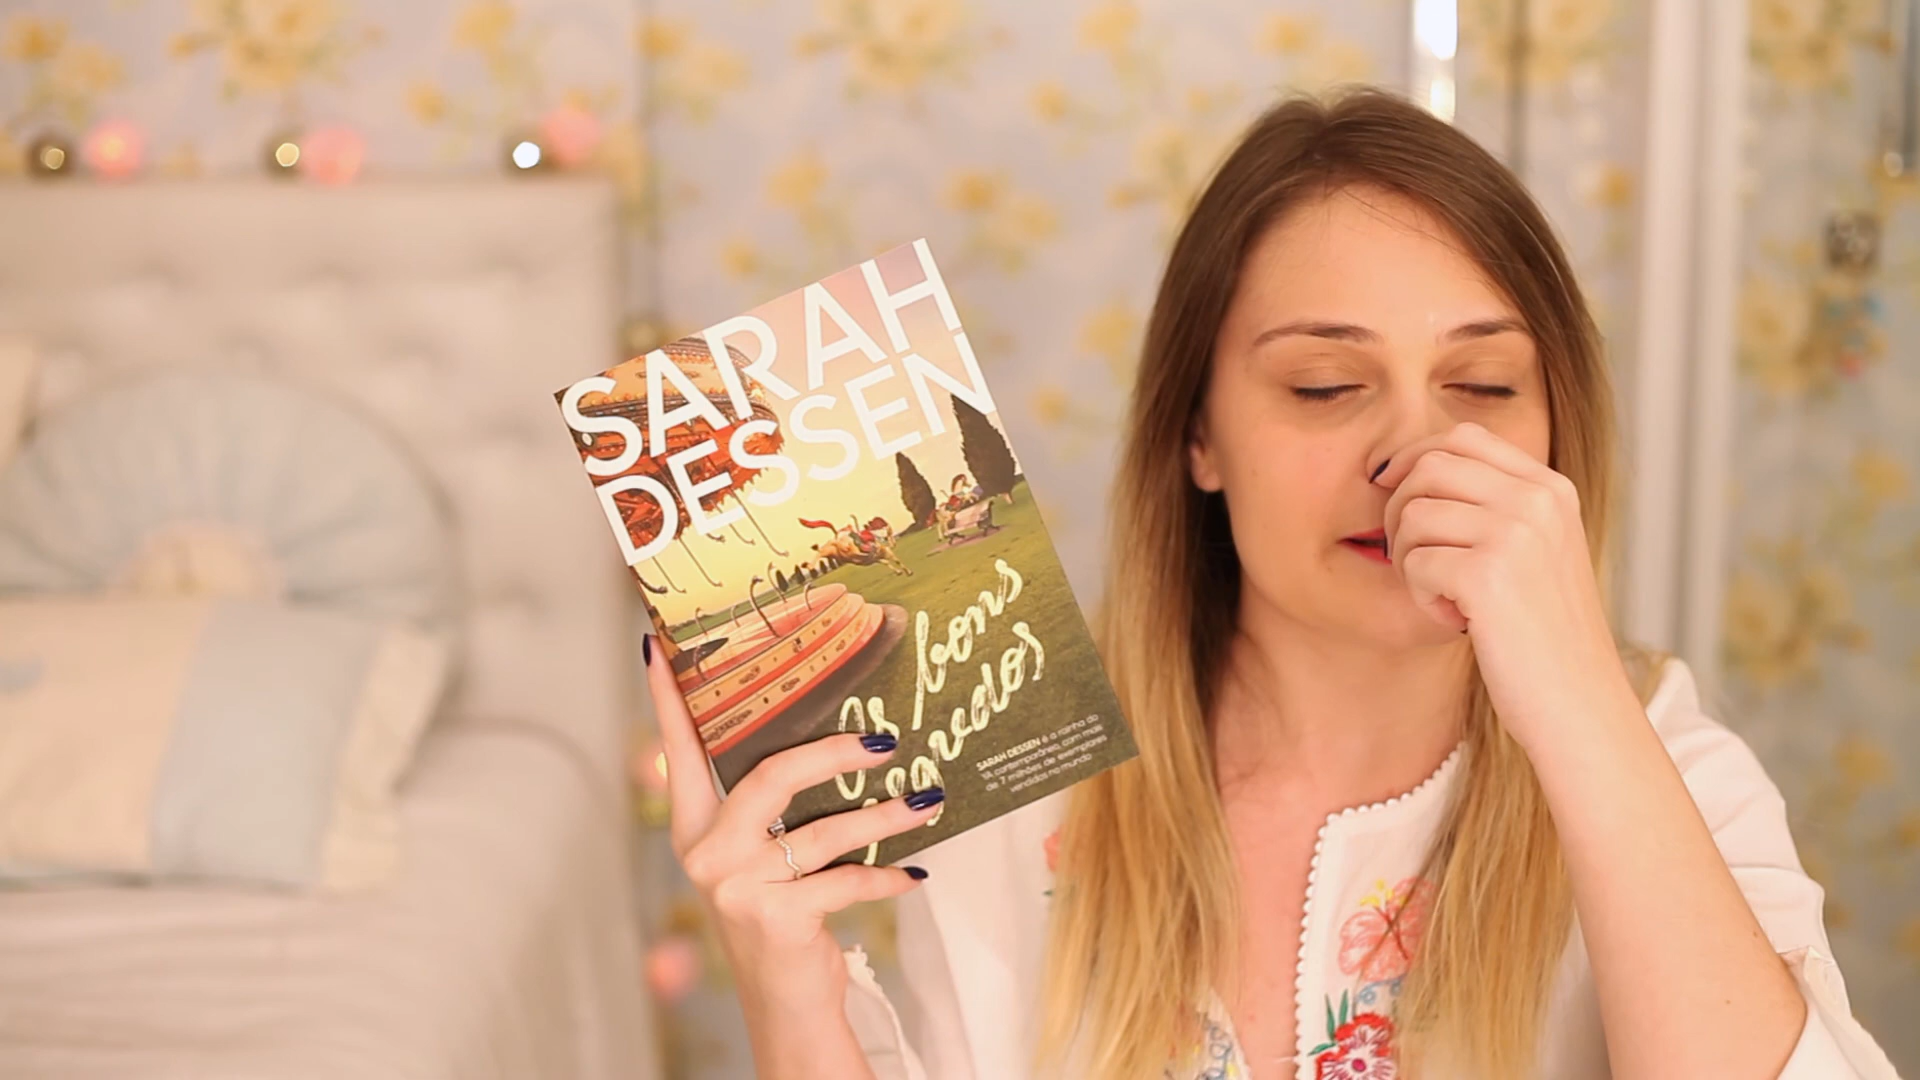 SARAH
DESSEN
Os bons
segredos
SARAH DESSEN é a rainha do
YA contemporâneo, com mais
de 7 milhões de exemplares
vendidos no mundo